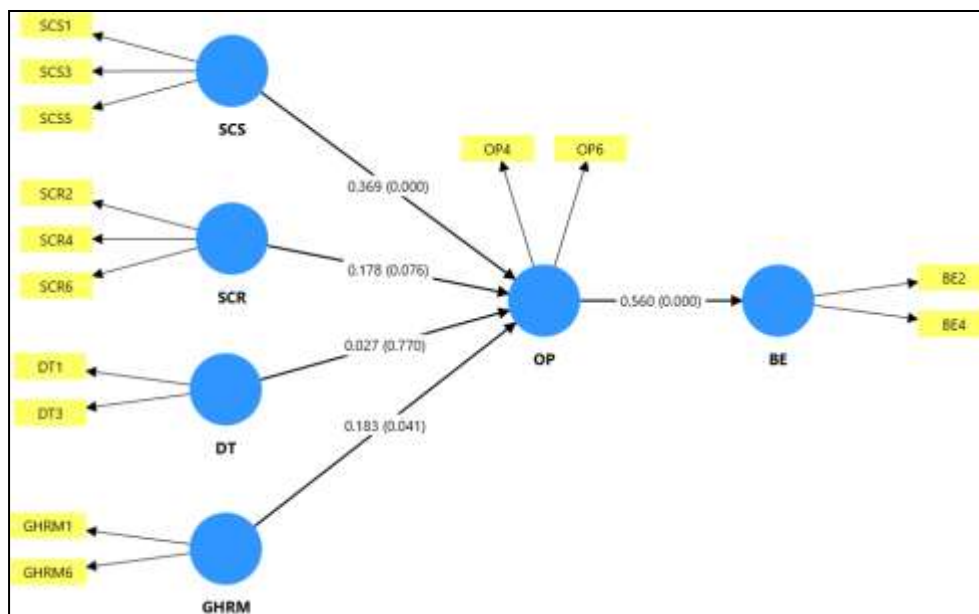 SCS1
SCS3
SCS5
SCS
0.369 (0.000)
SCR2
SCR4
SCR6
SCR
0.178 (0.076)
DT1
DT3
DT
0.027 (0.770)
GHRM1
GHRM6
GHRM
0.183 (0.041)
OP4
OP6
OP
0.560 (0.000)
BE2
BE4
BE